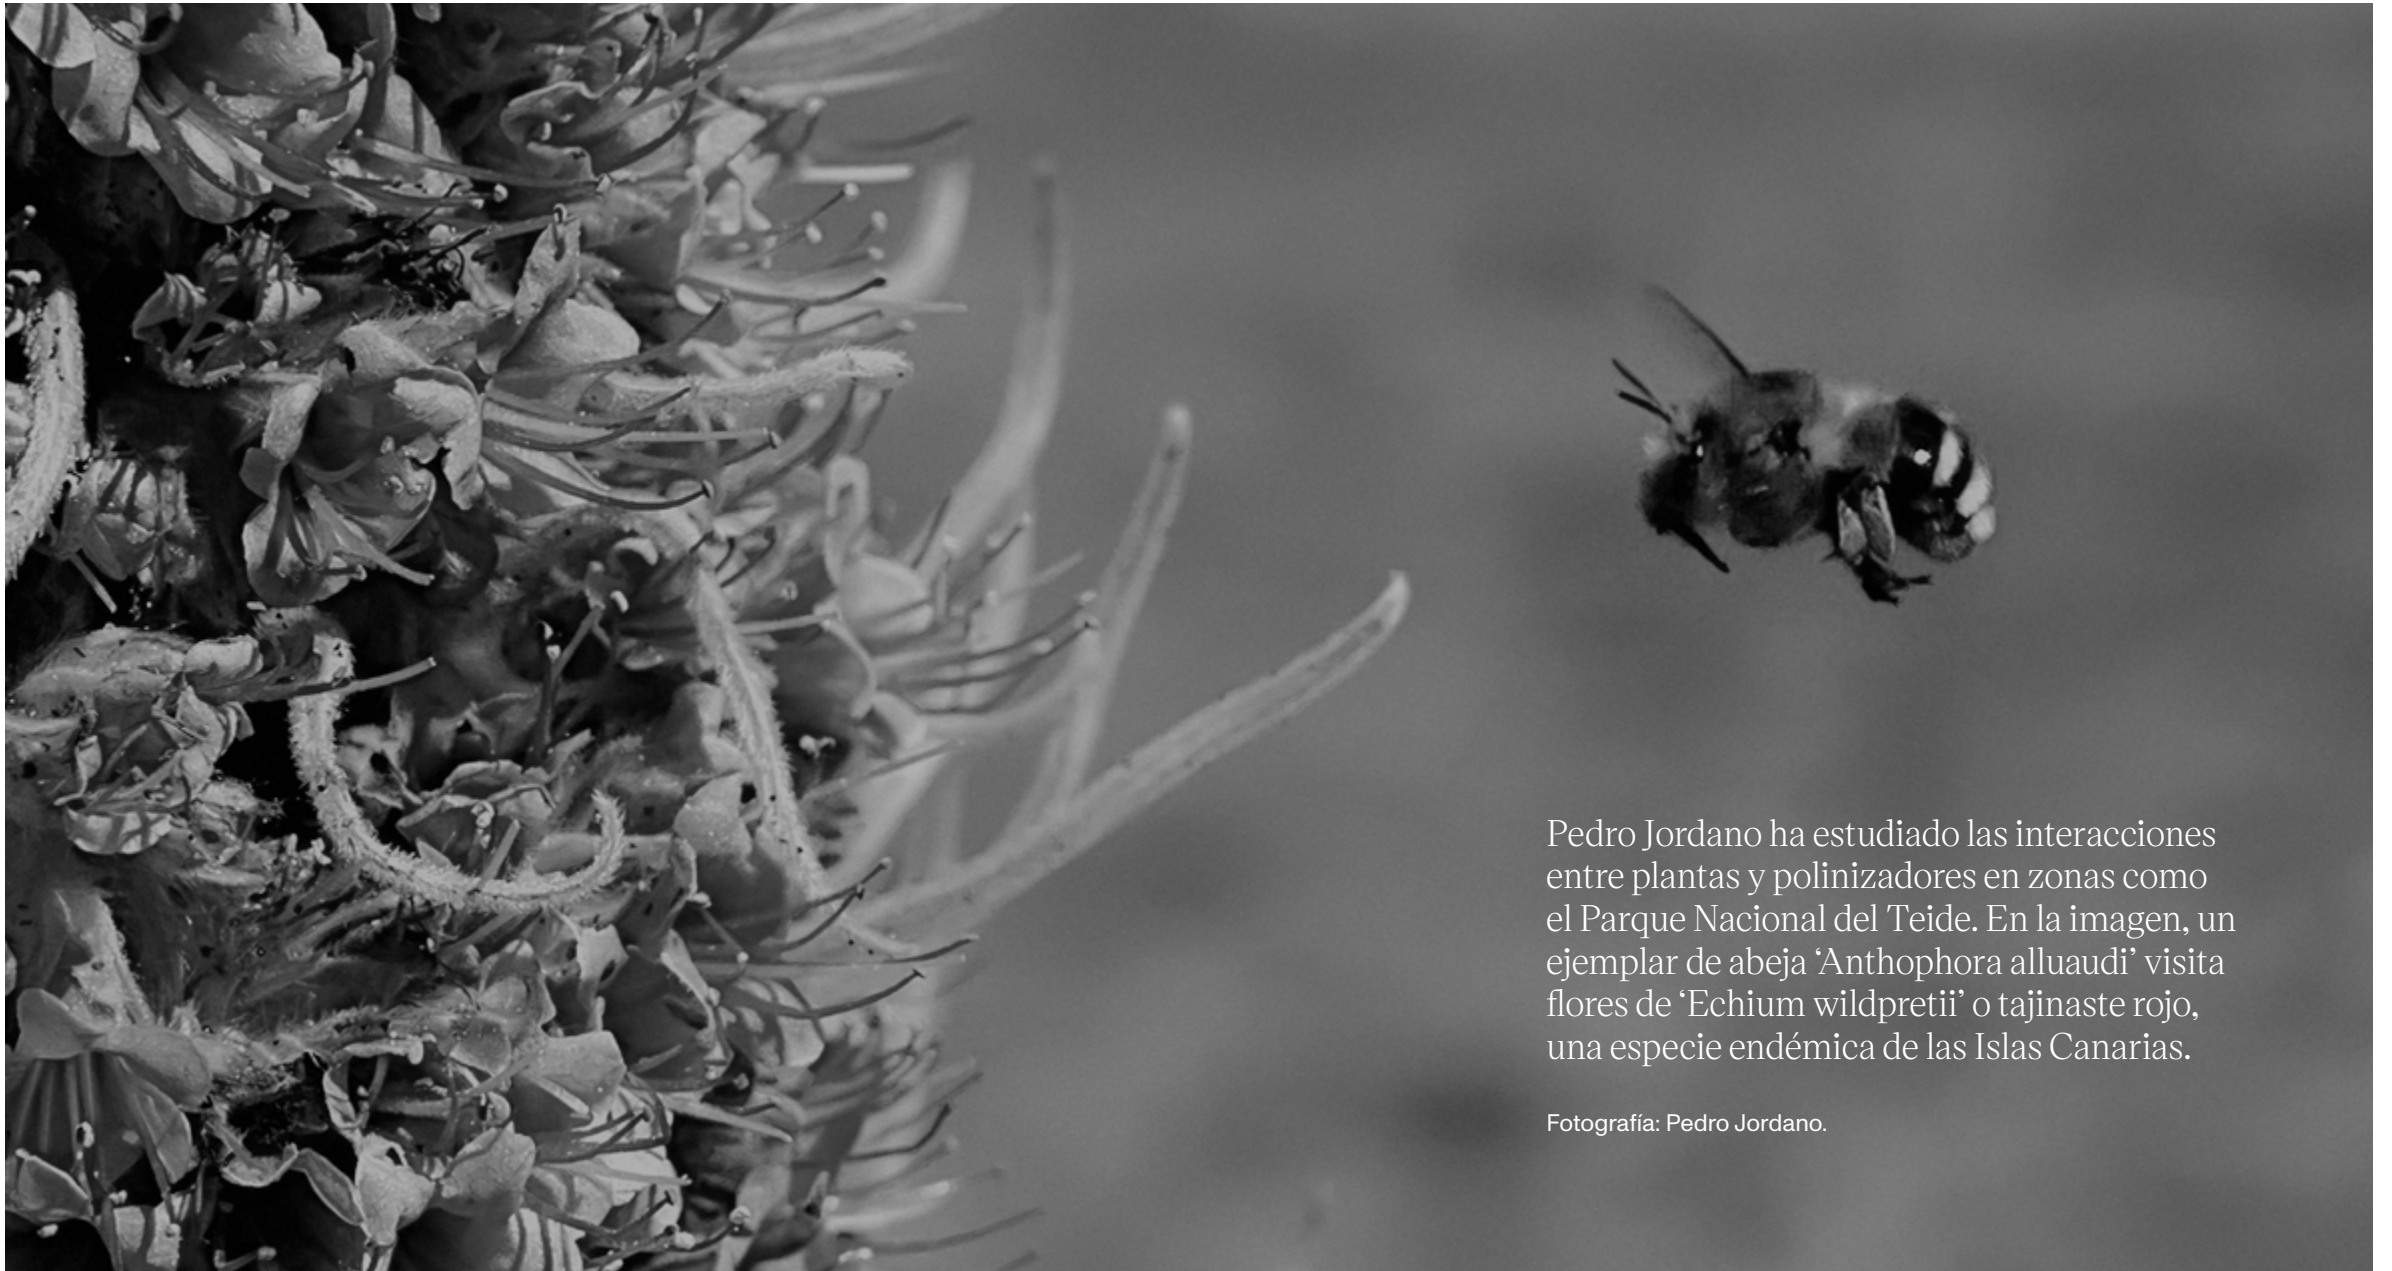 Pedro Jordano ha estudiado las interacciones
entre plantas y polinizadores en zonas como
el Parque Nacional del Teide. En la imagen, un
ejemplar de abeja ‘Anthophora alluaudi’ visita
flores de ‘Echium wildpretii’ o tajinaste rojo,
una especie endémica de las Islas Canarias.
Fotografía: Pedro Jordano.